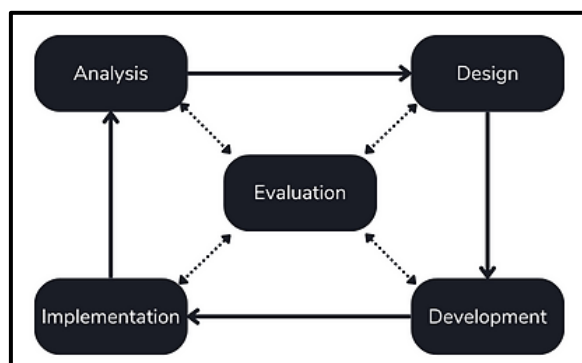 Analysis
Design
Evaluation
Implementation
Development